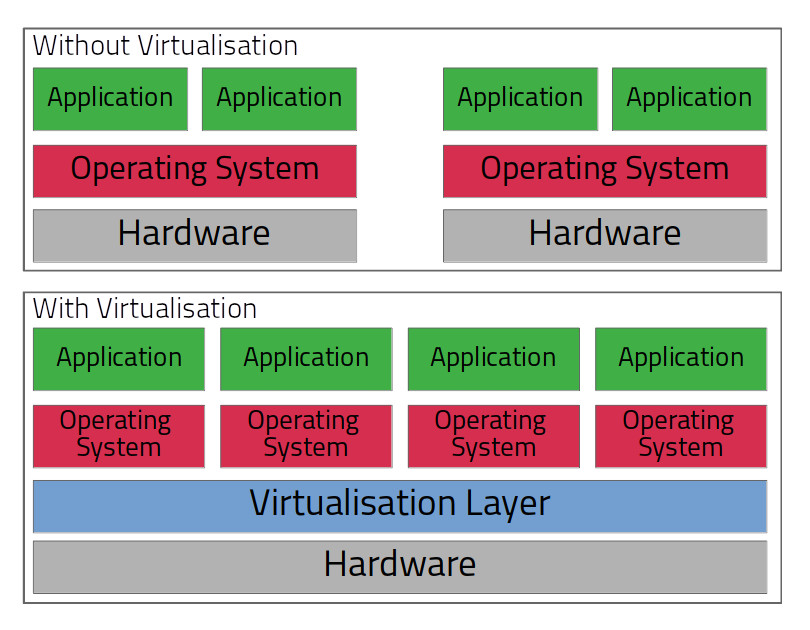 Without Virtualisation
Application
Application
Application
Application
Operating System
Operating System
Hardware
Hardware
With Virtualisation
Application
Application
Application
Application
Operating
System
Operating
System
Operating
System
Operating
System
Virtualisation Layer
Hardware